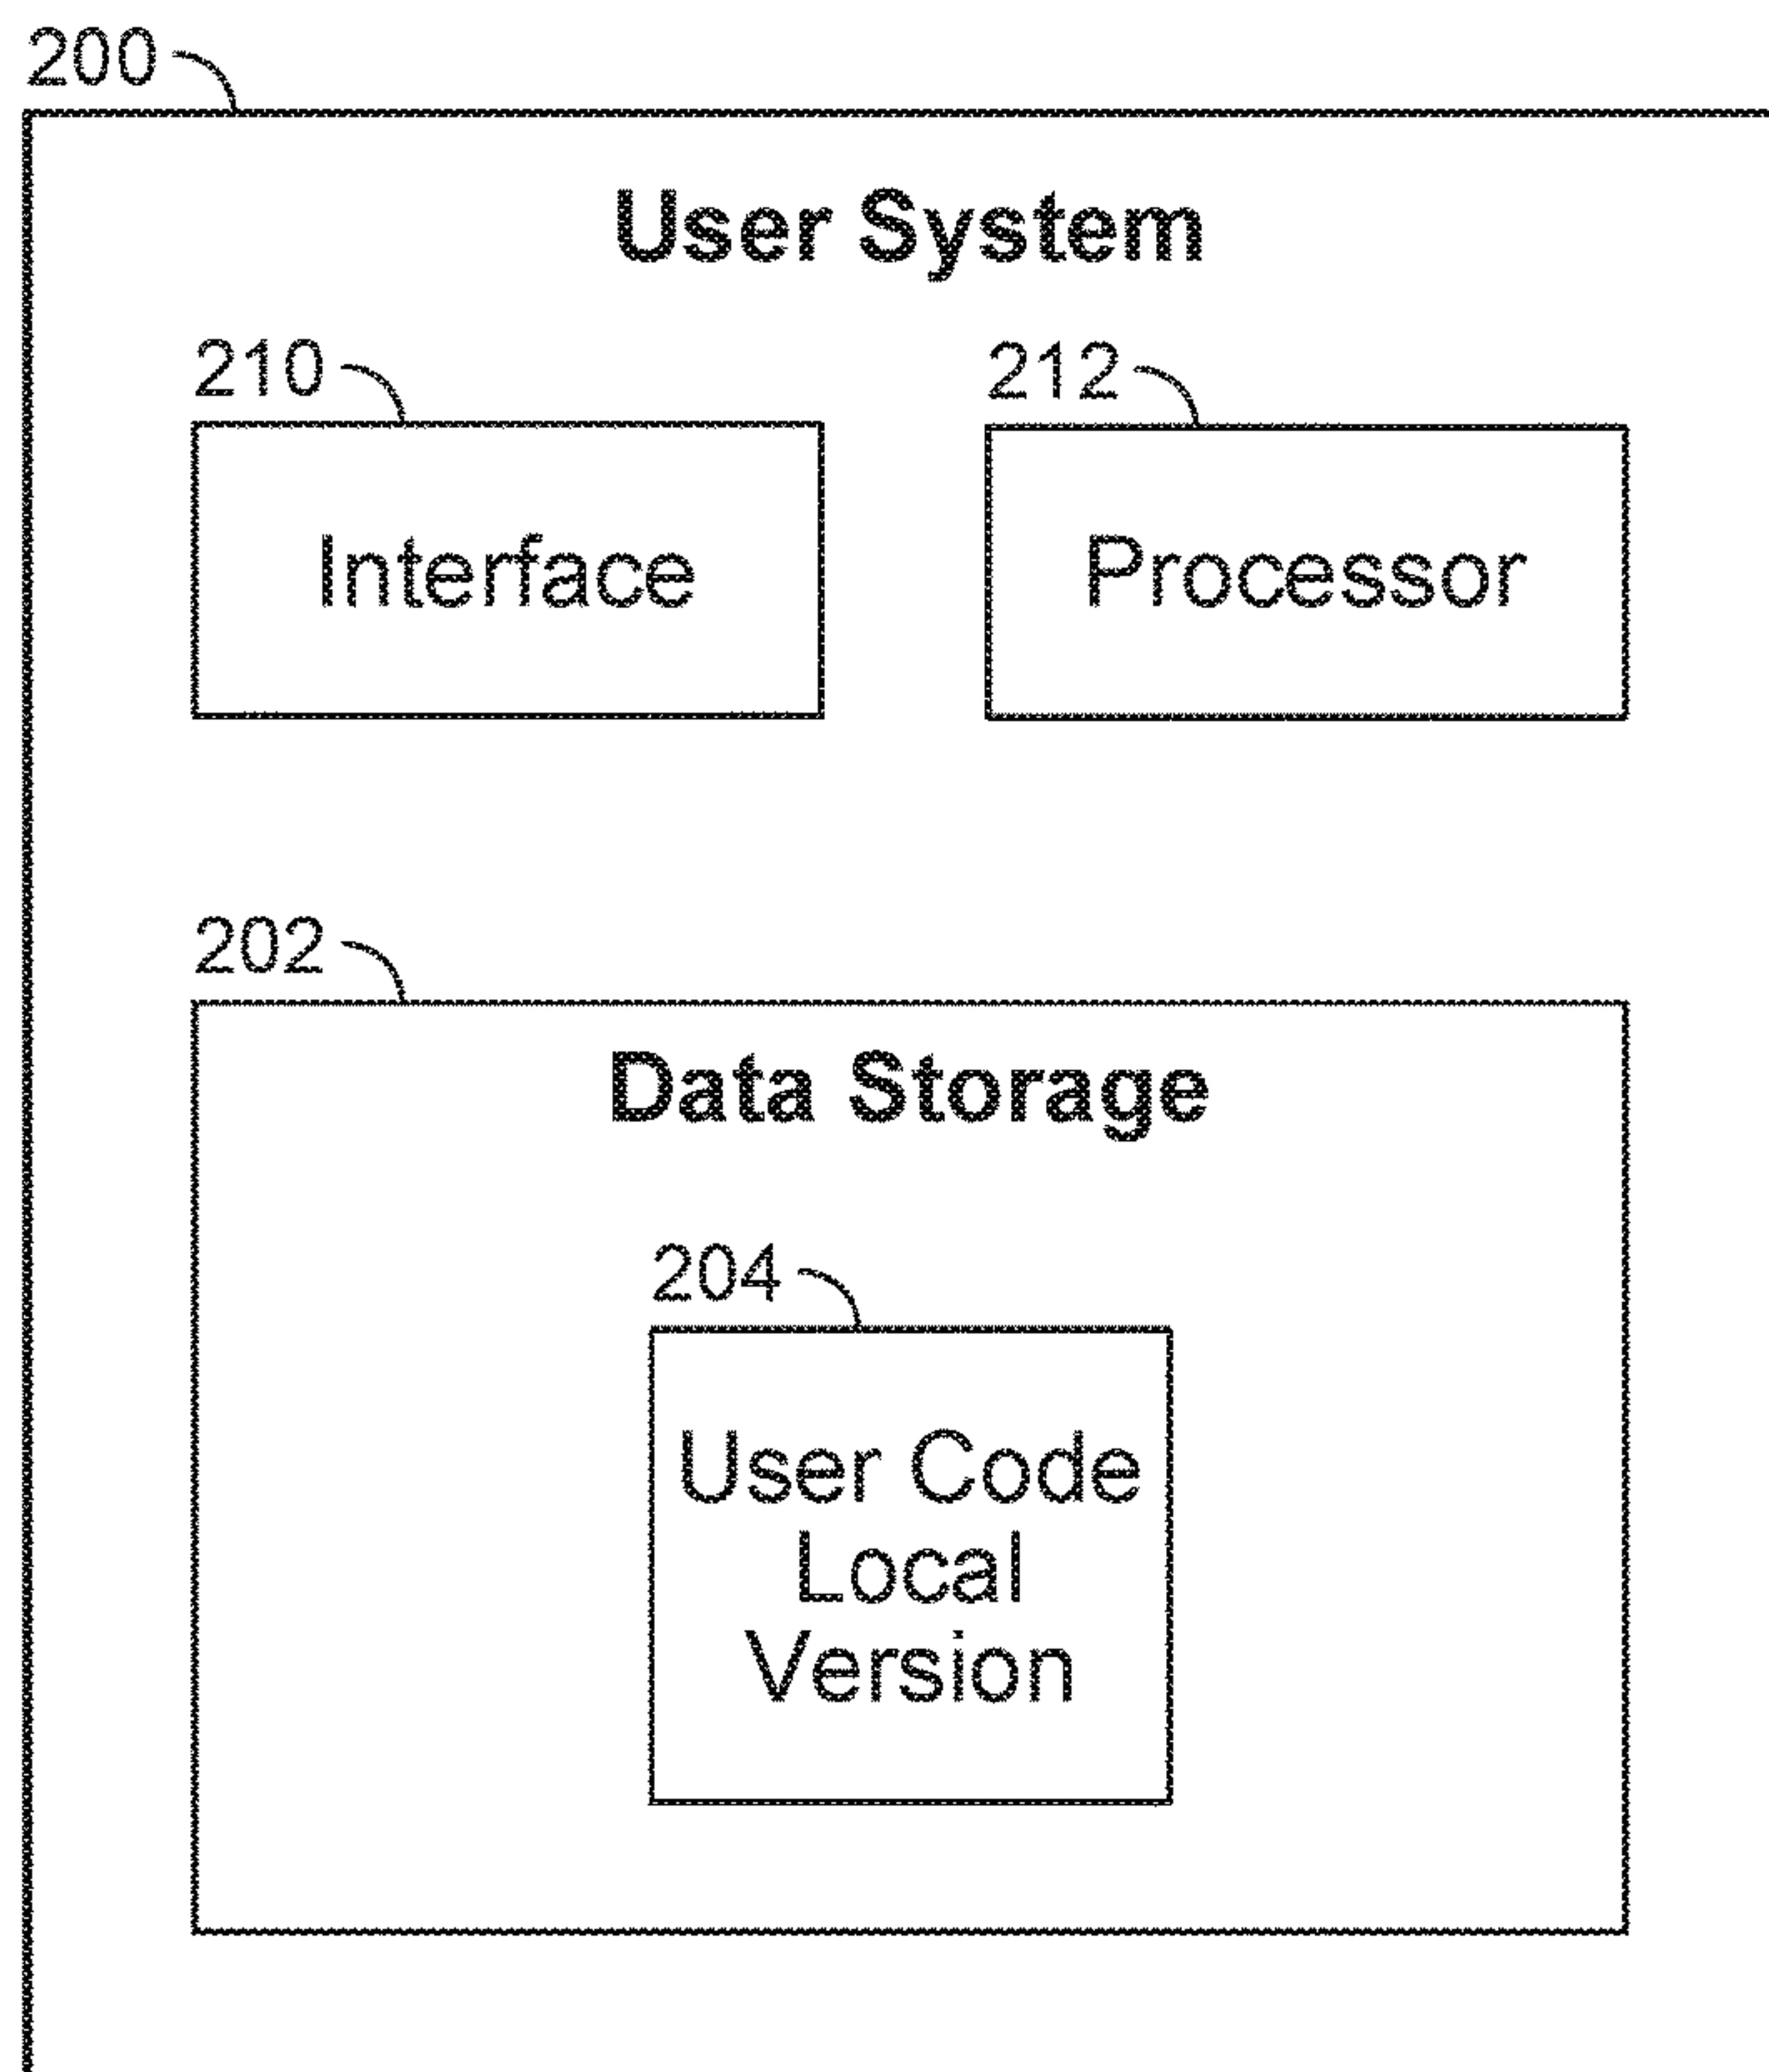 200
User System
210
212
Interface
Processor
202
Data Storage
204
User Code
Local
Version